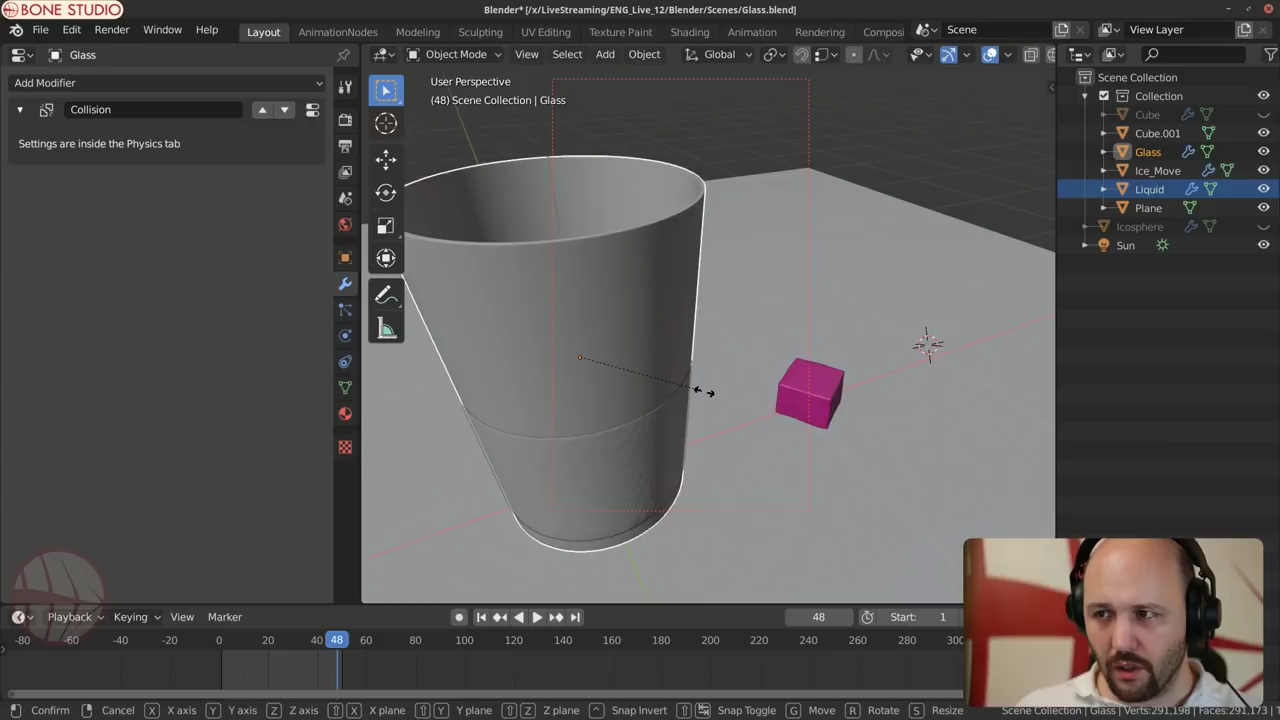 BONE STUDIO
Blender* [/x/LiveStreaming/ENG_Live_12/Blender/Scenes/Glass.blend]
File Edit Render Window Help Layout AnimationNodes Modeling Sculpting UV Editing Texture Paint Shading Animation Rendering Composi Scene View Layer
Glass
Object Mode View Select Add Object Global
Add Modifier
Collision
Settings are inside the Physics tab
User Perspective
(48) Scene Collection | Glass
Scene Collection
Collection
Cube
Cube.001
Glass
Ice_Move
Liquid
Plane
Icosphere
Sun
Playback Keying View Marker 48 Start: 1
-80 -60 -40 -20 0 20 40 48 60 80 100 120 140 160 180 200 220 240 260 280 300
Confirm Cancel X X axis Y Y axis Z Z axis X X plane Y Y plane Z Z plane Snap Invert Snap Toggle G Move R Rotate S Resize Scene Collection | Glass | Verts:291,198 | Faces:291,173 |